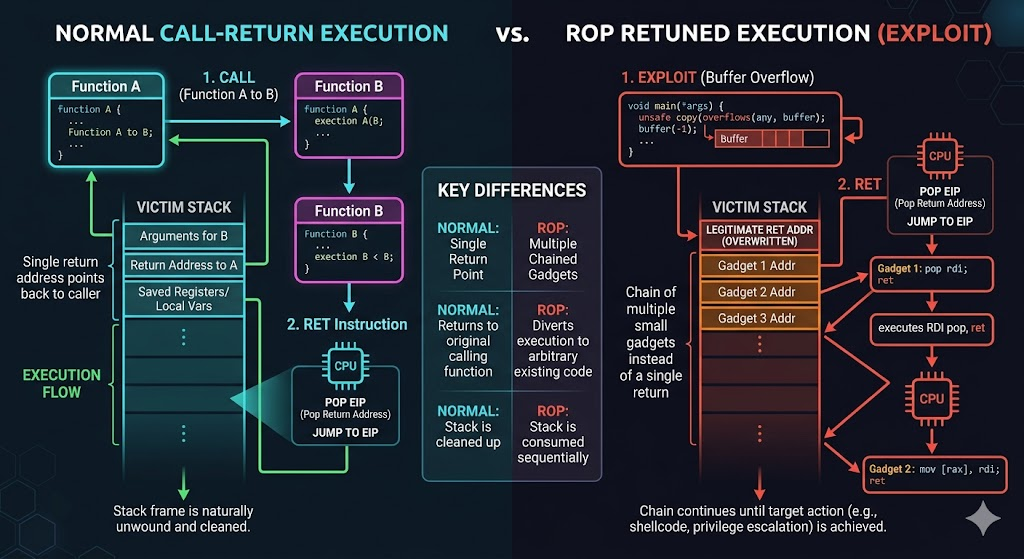 NORMAL CALL-RETURN EXECUTION
vs.
ROP RETUNED EXECUTION (EXPLOIT)
Function A
function A {
...
Function A to B;
...
}
1. CALL
(Function A to B)
Function B
function A {
exection A(B;
...
}
Function B
Function B {
...
exection B < B;
}
VICTIM STACK
Arguments for B
Return Address to A
Saved Registers/
Local Vars
⋮
⋮
Single return
address points
back to caller
EXECUTION
FLOW
2. RET Instruction
CPU
POP EIP
(Pop Return Address)
JUMP TO EIP
Stack frame is naturally
unwound and cleaned.
KEY DIFFERENCES
NORMAL:
Single
Return
Point
ROP:
Multiple
Chained
Gadgets
NORMAL:
Returns to
original
calling
function
ROP:
Diverts
execution to
arbitrary
existing code
NORMAL:
Stack is
cleaned up
ROP:
Stack is
consumed
sequentially
1. EXPLOIT (Buffer Overflow)
void main(*args) {
unsafe copy(overflows(any, buffer);
buffer(-1);
...
}
Buffer
2. RET
CPU
POP EIP
(Pop Return Address)
JUMP TO EIP
VICTIM STACK
LEGITIMATE RET ADDR
(OVERWRITTEN)
Gadget 1 Addr
Gadget 2 Addr
Gadget 3 Addr
⋮
⋮
Chain of
multiple
small
gadgets
instead
of a single
return
Gadget 1: pop rdi;
ret
executes RDI pop, ret
CPU
Gadget 2: mov [rax], rdi;
ret
Chain continues until target action (e.g.,
shellcode, privilege escalation) is achieved.